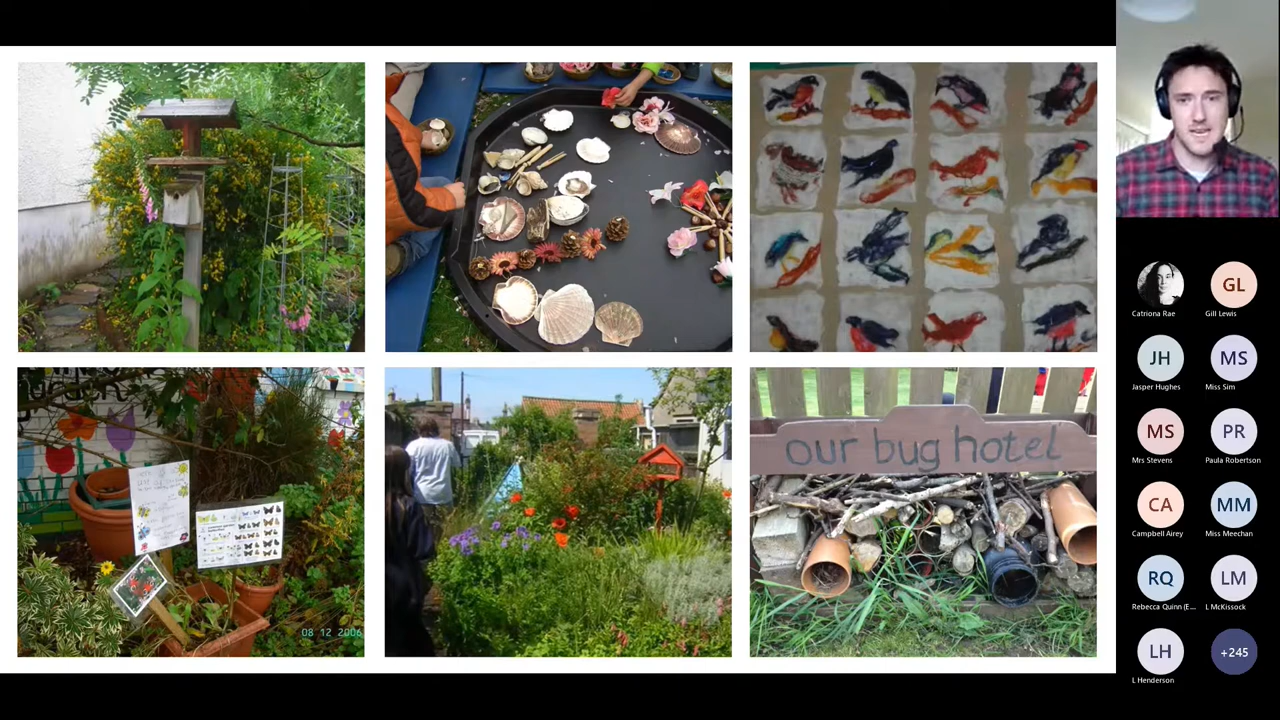 our bug hotel
08 12 2006
Catriona Rae
GL
Gill Lewis
JH
Jasper Hughes
MS
Miss Sim
MS
Mrs Stevens
PR
Paula Robertson
CA
Campbell Airey
MM
Miss Meechan
RQ
Rebecca Quinn (E...
LM
L McKissock
LH
L Henderson
+245